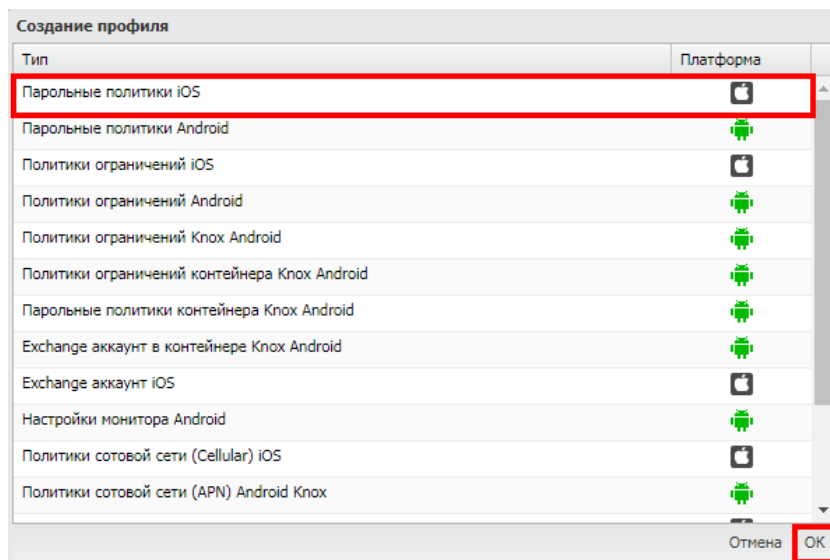 Создание профиля
Тип Платформа
Парольные политики iOS
Парольные политики Android
Политики ограничений iOS
Политики ограничений Android
Политики ограничений Knox Android
Политики ограничений контейнера Knox Android
Парольные политики контейнера Knox Android
Exchange аккаунт в контейнере Knox Android
Exchange аккаунт iOS
Настройки монитора Android
Политики сотовой сети (Cellular) iOS
Политики сотовой сети (APN) Android Knox
Отмена OK